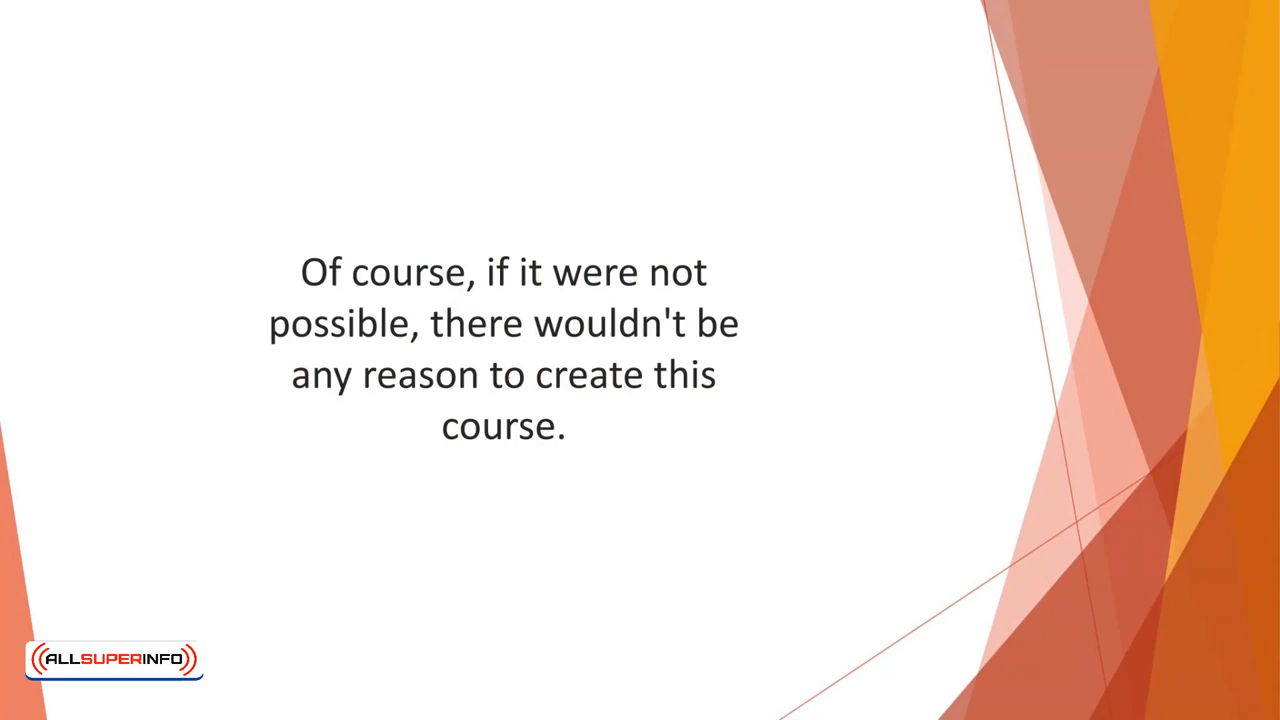 Of course, if it were not
possible, there wouldn't be
any reason to create this
course.
ALLSUPERINFO